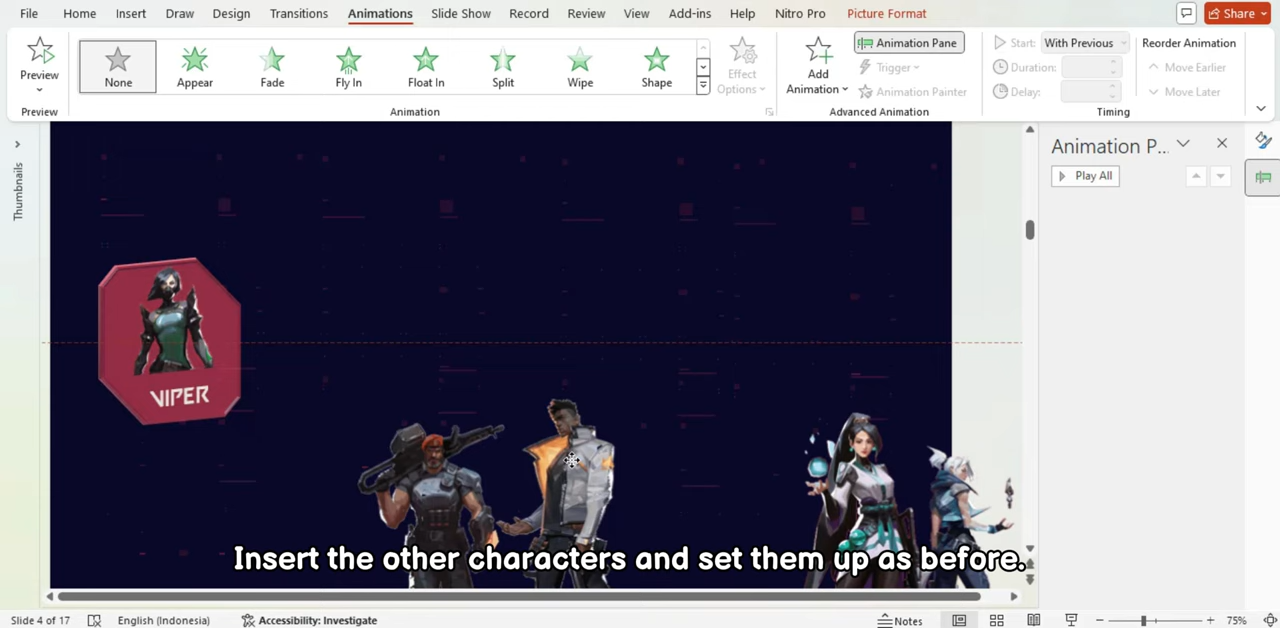 File Home Insert Draw Design Transitions Animations Slide Show Record Review View Add-ins Help Nitro Pro Picture Format Share
Preview
Preview
None Appear Fade Fly In Float In Split Wipe Shape
Effect
Options
Animation
Add
Animation
Animation Pane
Trigger
Animation Painter
Advanced Animation
Start: With Previous
Duration:
Delay:
Reorder Animation
Move Earlier
Move Later
Timing
Thumbnails
VIPER
Animation P...
Play All
Insert the other characters and set them up as before.
Slide 4 of 17 English (Indonesia) Accessibility: Investigate Notes 75%